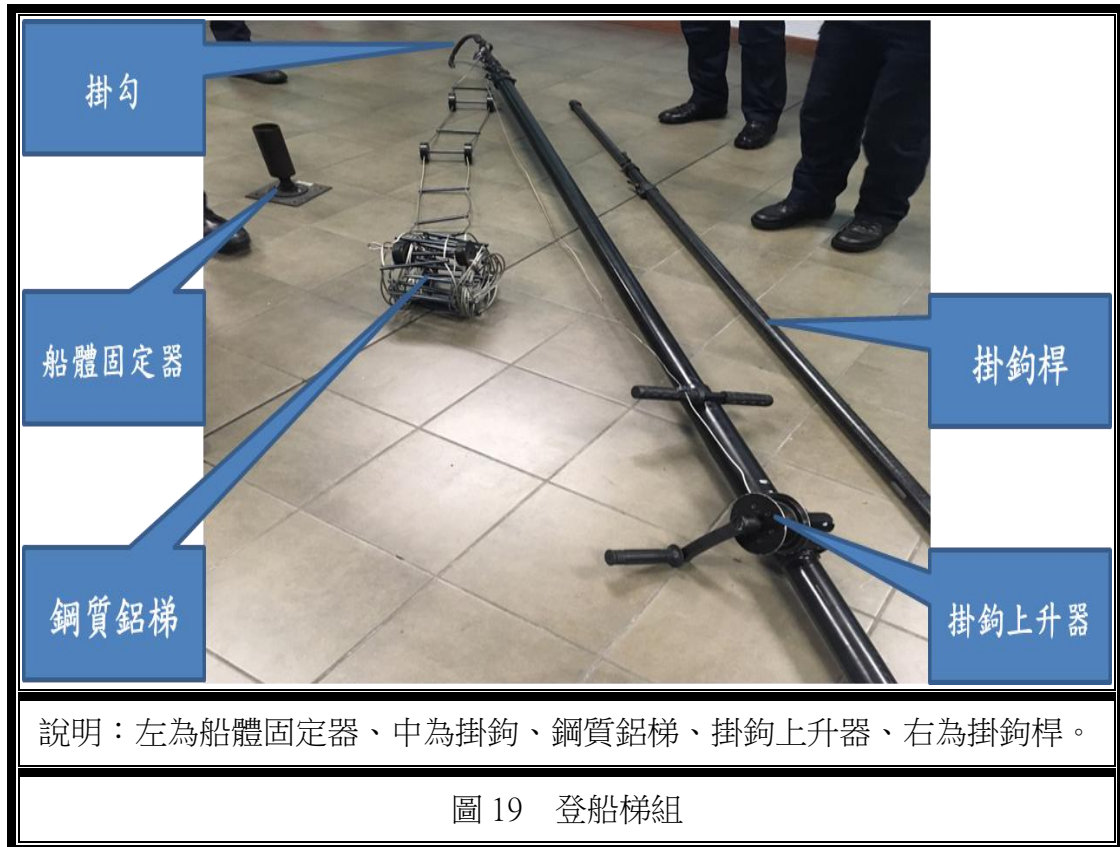 掛勾
船體固定器
鋼質鋁梯
掛鉤桿
掛鉤上升器
說明：左為船體固定器、中為掛鉤、鋼質鋁梯、掛鉤上升器、右為掛鉤桿。
圖 19　登船梯組